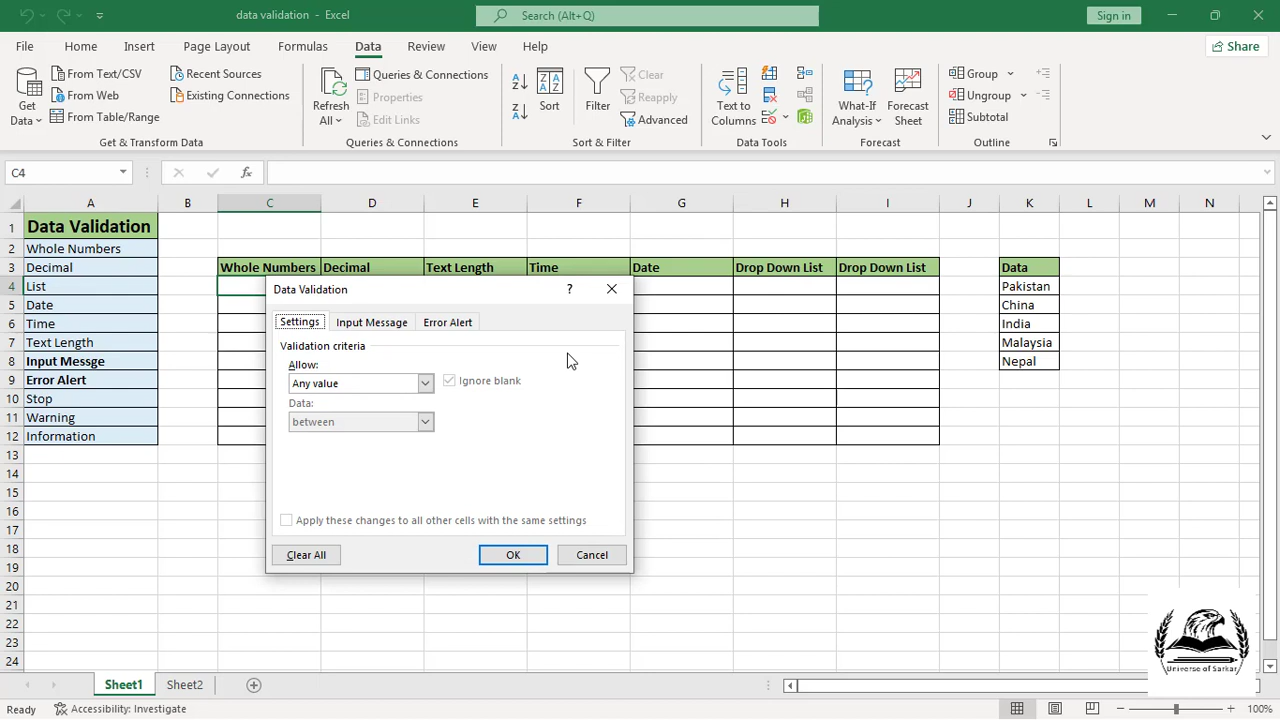 data validation - Excel
Search (Alt+Q)
Sign in
File Home Insert Page Layout Formulas Data Review View Help
Share
Get Data
From Text/CSV
From Web
From Table/Range
Recent Sources
Existing Connections
Get & Transform Data
Refresh All
Queries & Connections
Properties
Edit Links
Queries & Connections
Sort
Filter
Clear
Reapply
Advanced
Sort & Filter
Text to Columns
Data Tools
What-If Analysis
Forecast Sheet
Forecast
Group
Ungroup
Subtotal
Outline
C4
fx
A B C D E F G H I J K L M N
1 Data Validation
2 Whole Numbers
3 Decimal Whole Numbers Decimal Text Length Time Date Drop Down List Drop Down List Data
4 List Pakistan
5 Date China
6 Time India
7 Text Length Malaysia
8 Input Messge Nepal
9 Error Alert
10 Stop
11 Warning
12 Information
13
14
15
16
17
18
19
20
21
22
23
24
Data Validation ?
Settings Input Message Error Alert
Validation criteria
Allow:
Any value
Ignore blank
Data:
between
Apply these changes to all other cells with the same settings
Clear All OK Cancel
Universe of Sarkar
Sheet1 Sheet2
Ready Accessibility: Investigate
100%